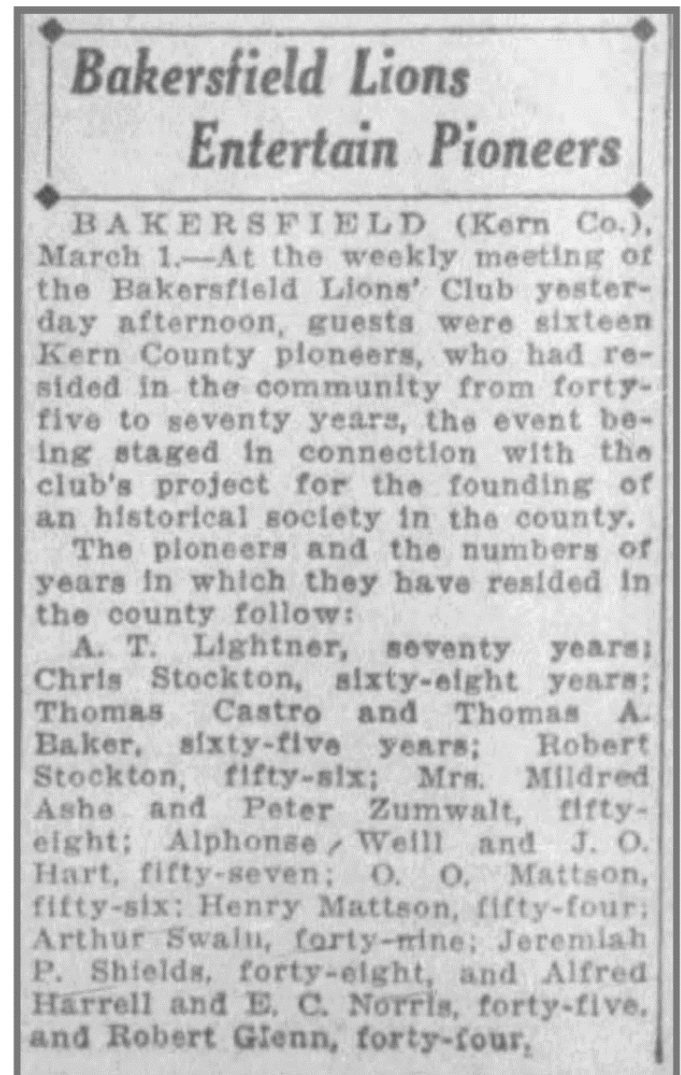 Bakersfield Lions
Entertain Pioneers
BAKERSFIELD (Kern Co.),
March 1.—At the weekly meeting of
the Bakersfield Lions' Club yester-
day afternoon, guests were sixteen
Kern County pioneers, who had re-
sided in the community from forty-
five to seventy years, the event be-
ing staged in connection with the
club's project for the founding of
an historical society in the county.
The pioneers and the numbers of
years in which they have resided in
the county follow:
A. T. Lightner, seventy years;
Chris Stockton, sixty-eight years;
Thomas Castro and Thomas A.
Baker, sixty-five years; Robert
Stockton, fifty-six; Mrs. Mildred
Ashe and Peter Zumwalt, fifty-
eight; Alphonse Weill and J. O.
Hart, fifty-seven; O. O. Mattson,
fifty-six; Henry Mattson, fifty-four;
Arthur Swain, forty-nine; Jeremiah
P. Shields, forty-eight, and Alfred
Harrell and E. C. Norris, forty-five,
and Robert Glenn, forty-four.